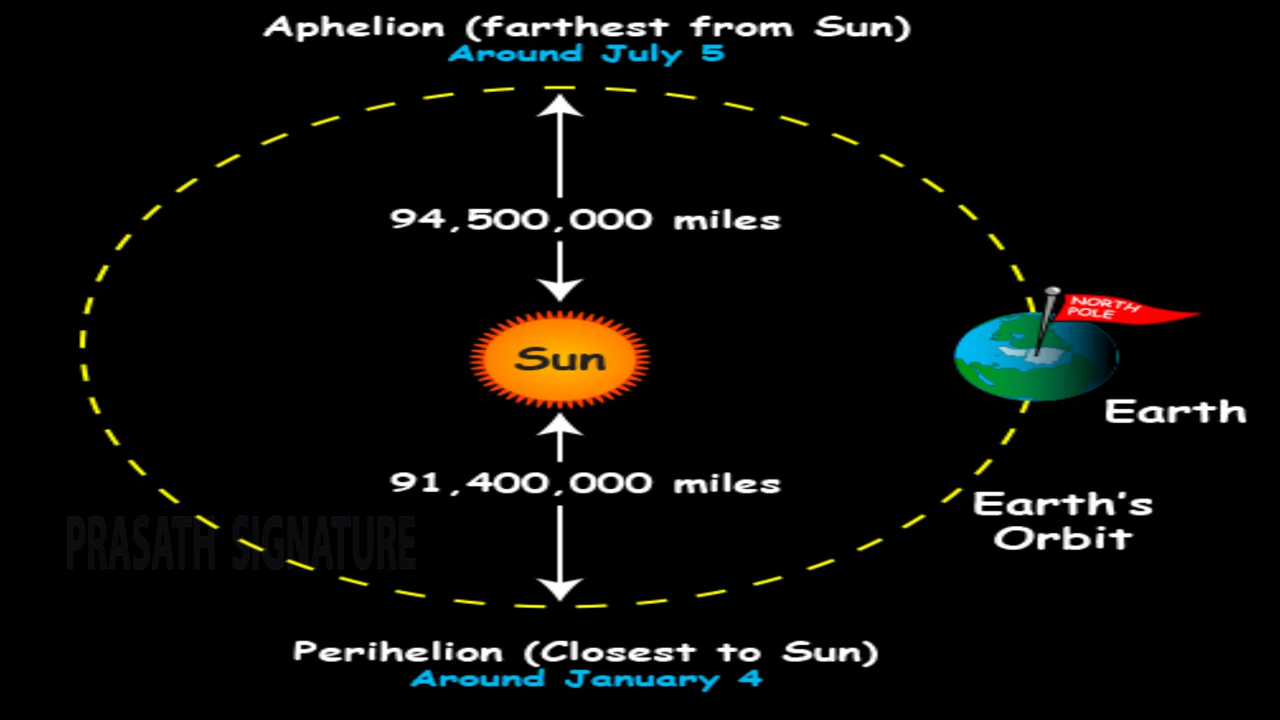 Aphelion (farthest from Sun)
Around July 5
94,500,000 miles
NORTH
POLE
Sun
Earth
91,400,000 miles
Earth's
Orbit
PRASATH SIGNATURE
Perihelion (Closest to Sun)
Around January 4